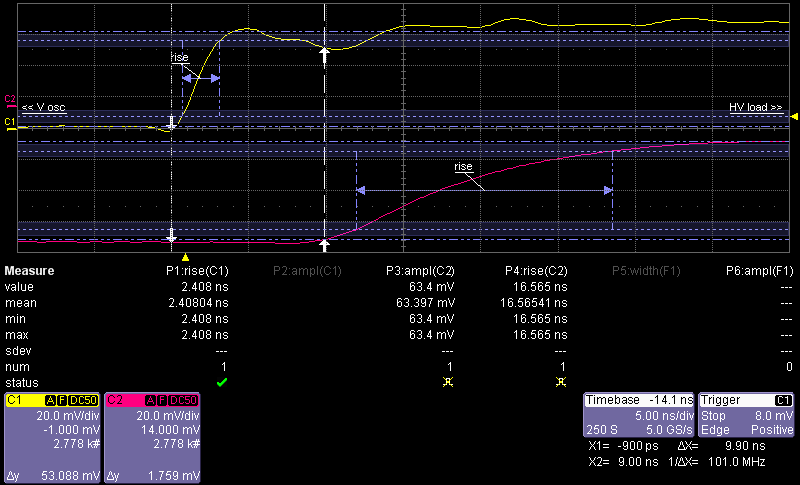 rise
C2
<< V osc
HV load >>
C1
rise
Measure P1:rise(C1) P2:ampl(C1) P3:ampl(C2) P4:rise(C2) P5:width(F1) P6:ampl(F1)
value 2.408 ns 63.4 mV 16.565 ns ---
mean 2.40804 ns 63.397 mV 16.56541 ns ---
min 2.408 ns 63.4 mV 16.565 ns ---
max 2.408 ns 63.4 mV 16.565 ns ---
sdev --- --- --- ---
num 1 1 1 0
status
C1 A F DC50 C2 A F DC50 Timebase -14.1 ns Trigger C1
20.0 mV/div 20.0 mV/div 5.00 ns/div Stop 8.0 mV
-1.000 mV 14.000 mV 250 S 5.0 GS/s Edge Positive
2.778 k# 2.778 k# X1= -900 ps ΔX= 9.90 ns
X2= 9.00 ns 1/ΔX= 101.0 MHz
Δy 53.088 mV Δy 1.759 mV